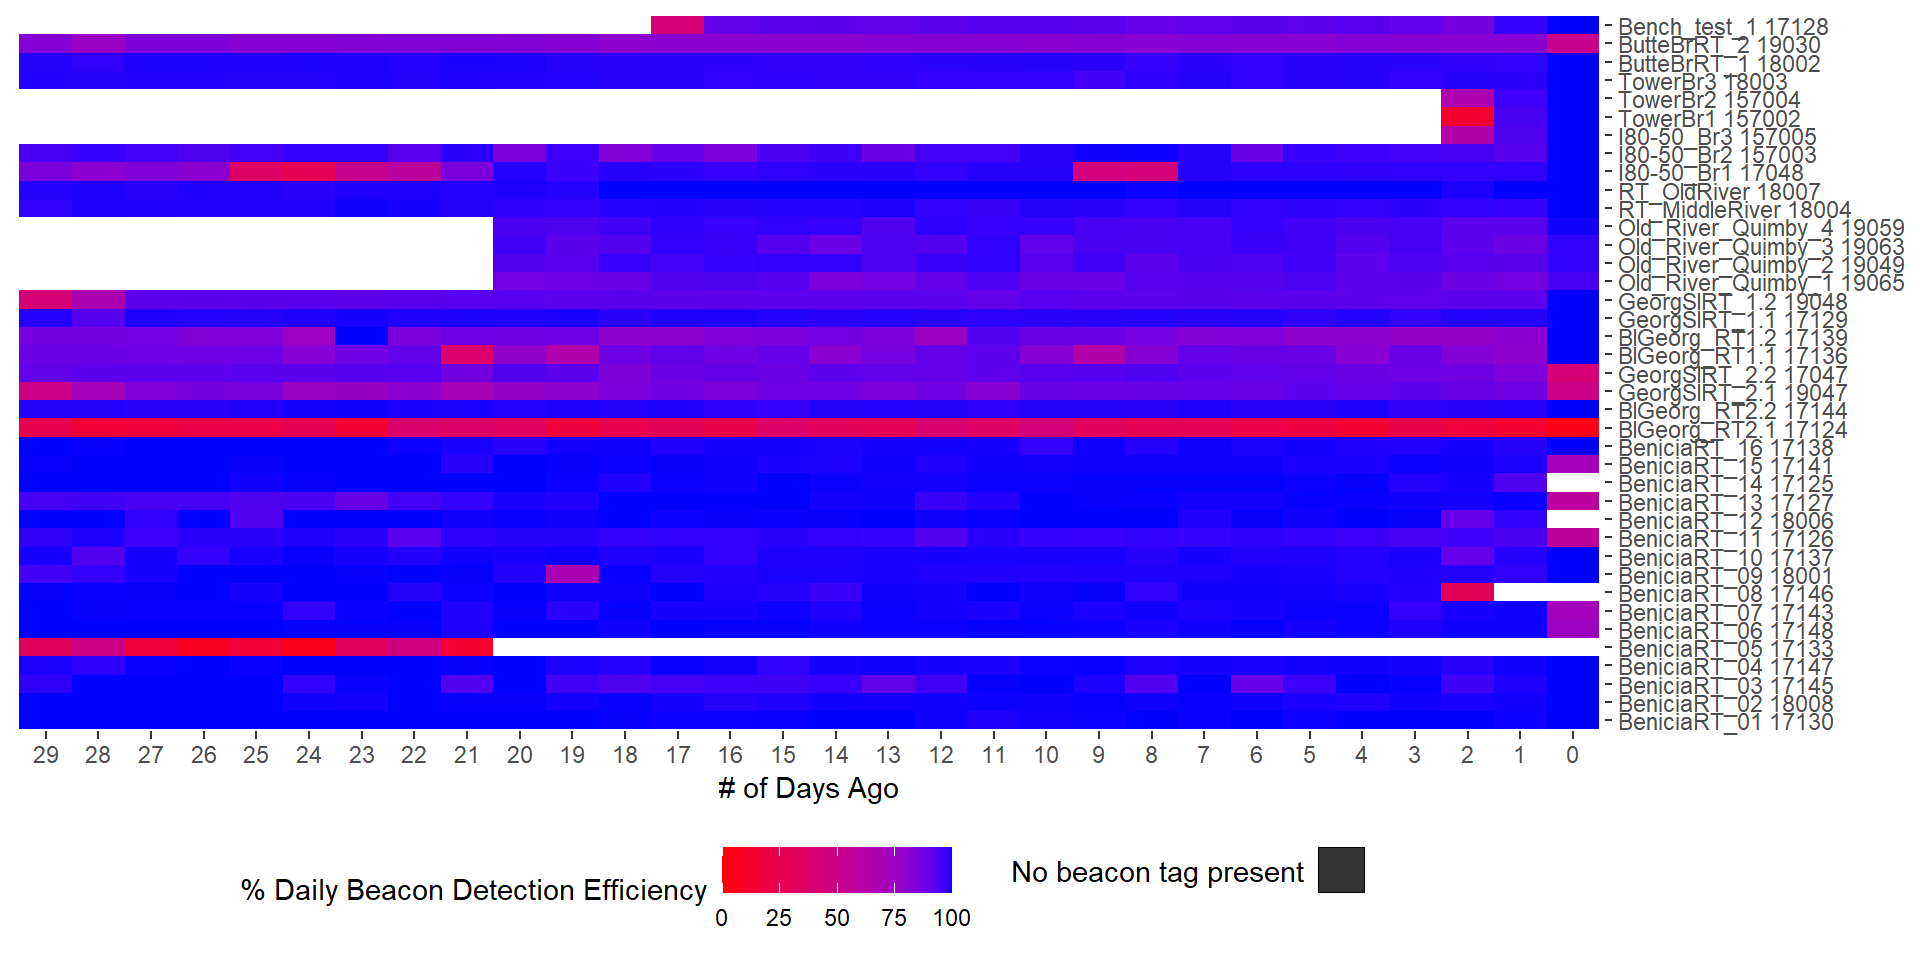 Bench_test_1 17128
ButteBrRT_2 19030
ButteBrRT_1 18002
TowerBr3 18003
TowerBr2 157004
TowerBr1 157002
I80-50_Br3 157005
I80-50_Br2 157003
I80-50_Br1 17048
RT_OldRiver 18007
RT_MiddleRiver 18004
Old_River_Quimby_4 19059
Old_River_Quimby_3 19063
Old_River_Quimby_2 19049
Old_River_Quimby_1 19065
GeorgSlRT_1.2 19048
GeorgSlRT_1.1 17129
BlGeorg_RT1.2 17139
BlGeorg_RT1.1 17136
GeorgSlRT_2.2 17047
GeorgSlRT_2.1 19047
BlGeorg_RT2.2 17144
BlGeorg_RT2.1 17124
BeniciaRT_16 17138
BeniciaRT_15 17141
BeniciaRT_14 17125
BeniciaRT_13 17127
BeniciaRT_12 18006
BeniciaRT_11 17126
BeniciaRT_10 17137
BeniciaRT_09 18001
BeniciaRT_08 17146
BeniciaRT_07 17143
BeniciaRT_06 17148
BeniciaRT_05 17133
BeniciaRT_04 17147
BeniciaRT_03 17145
BeniciaRT_02 18008
BeniciaRT_01 17130
29 28 27 26 25 24 23 22 21 20 19 18 17 16 15 14 13 12 11 10 9 8 7 6 5 4 3 2 1 0
# of Days Ago
% Daily Beacon Detection Efficiency
0 25 50 75 100
No beacon tag present